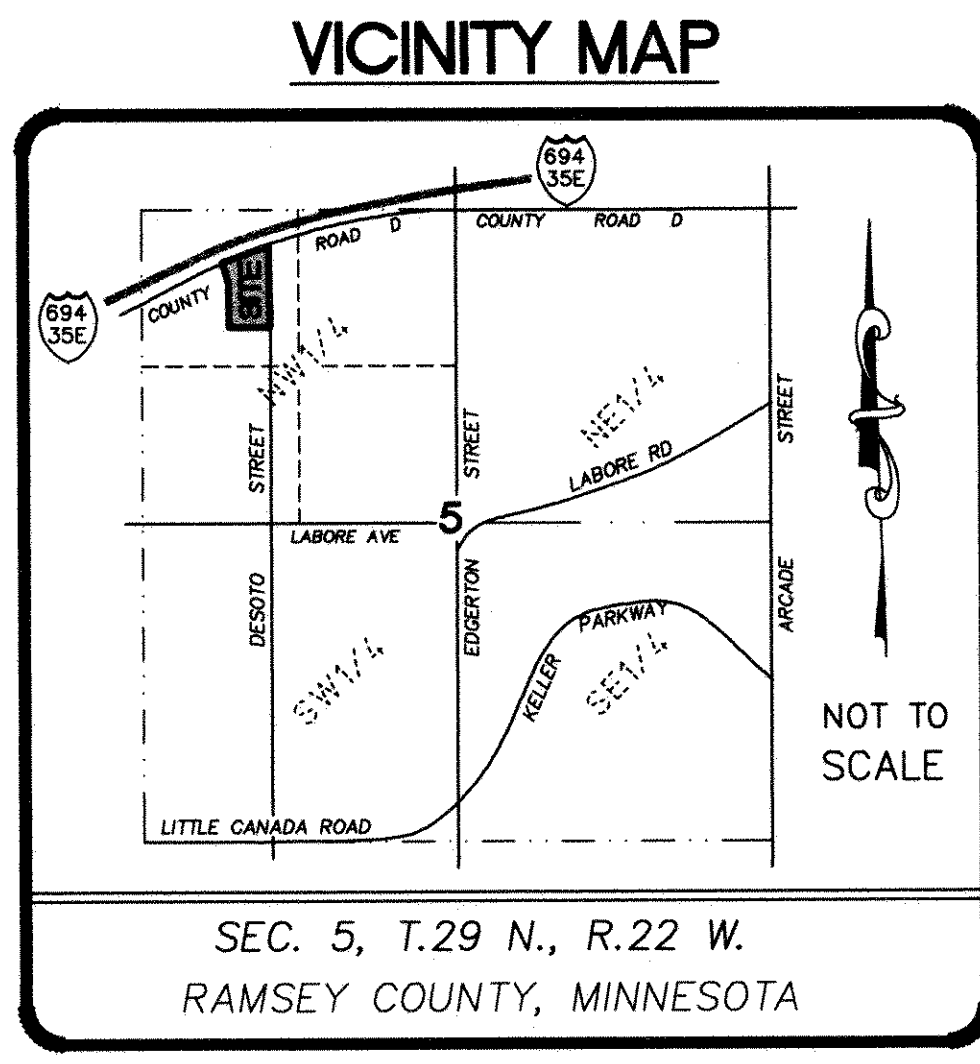 VICINITY MAP
694
35E
694
35E
COUNTY ROAD D
COUNTY ROAD D
SITE
NW1/4
NE1/4
STREET
STREET
STREET
LABORE RD
5
LABORE AVE
DESOTO
EDGERTON
ARCADE
KELLER PARKWAY
SW1/4
SE1/4
NOT TO
SCALE
LITTLE CANADA ROAD
SEC. 5, T.29 N., R.22 W.
RAMSEY COUNTY, MINNESOTA